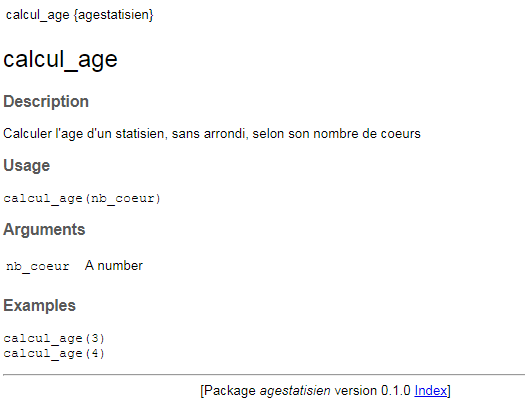 calcul_age {agestatisien}
calcul_age
Description
Calculer l'age d'un statisien, sans arrondi, selon son nombre de coeurs
Usage
calcul_age(nb_coeur)
Arguments
nb_coeur A number
Examples
calcul_age(3)
calcul_age(4)
[Package agestatisien version 0.1.0 Index]